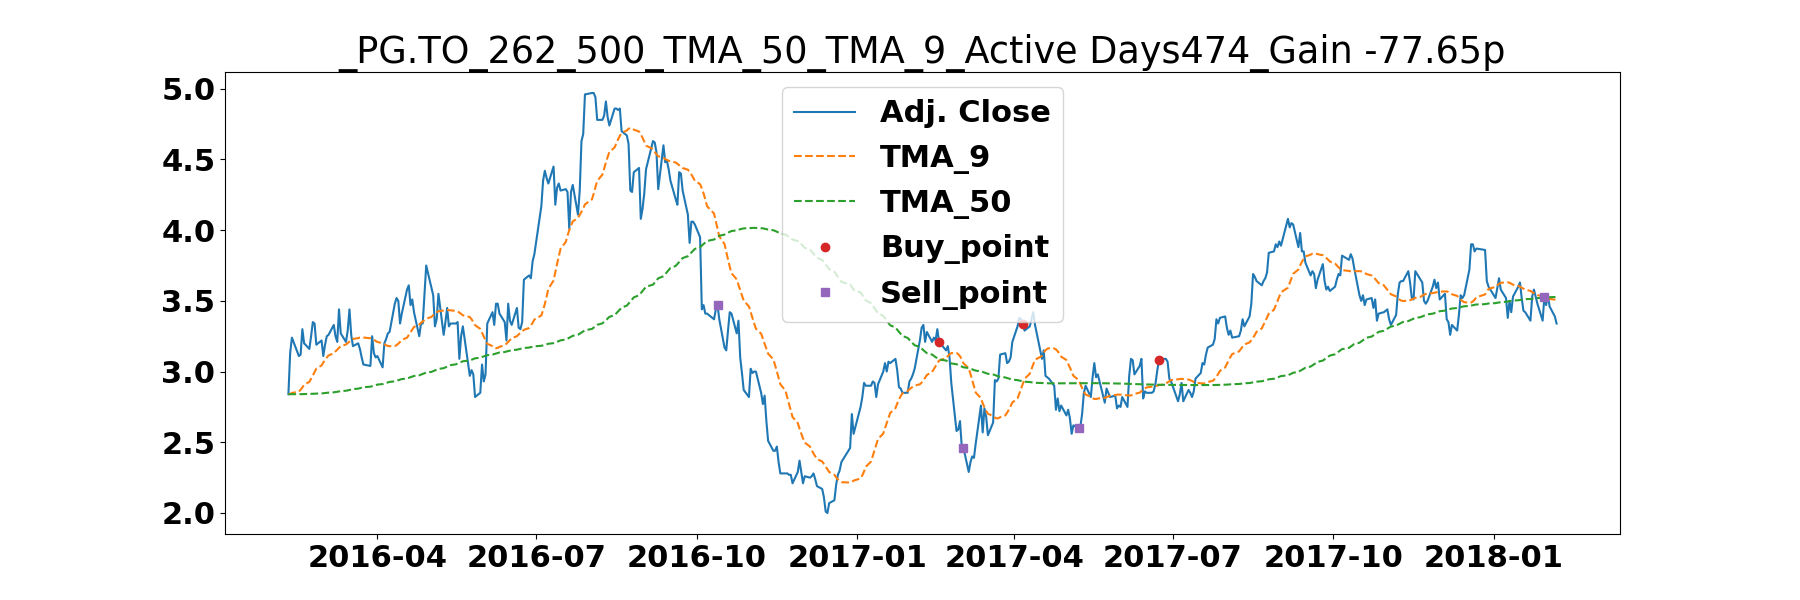 _PG.TO_262_500_TMA_50_TMA_9_Active Days474_Gain -77.65p
5.0
4.5
4.0
3.5
3.0
2.5
2.0
Adj. Close
TMA_9
TMA_50
Buy_point
Sell_point
2016-04 2016-07 2016-10 2017-01 2017-04 2017-07 2017-10 2018-01